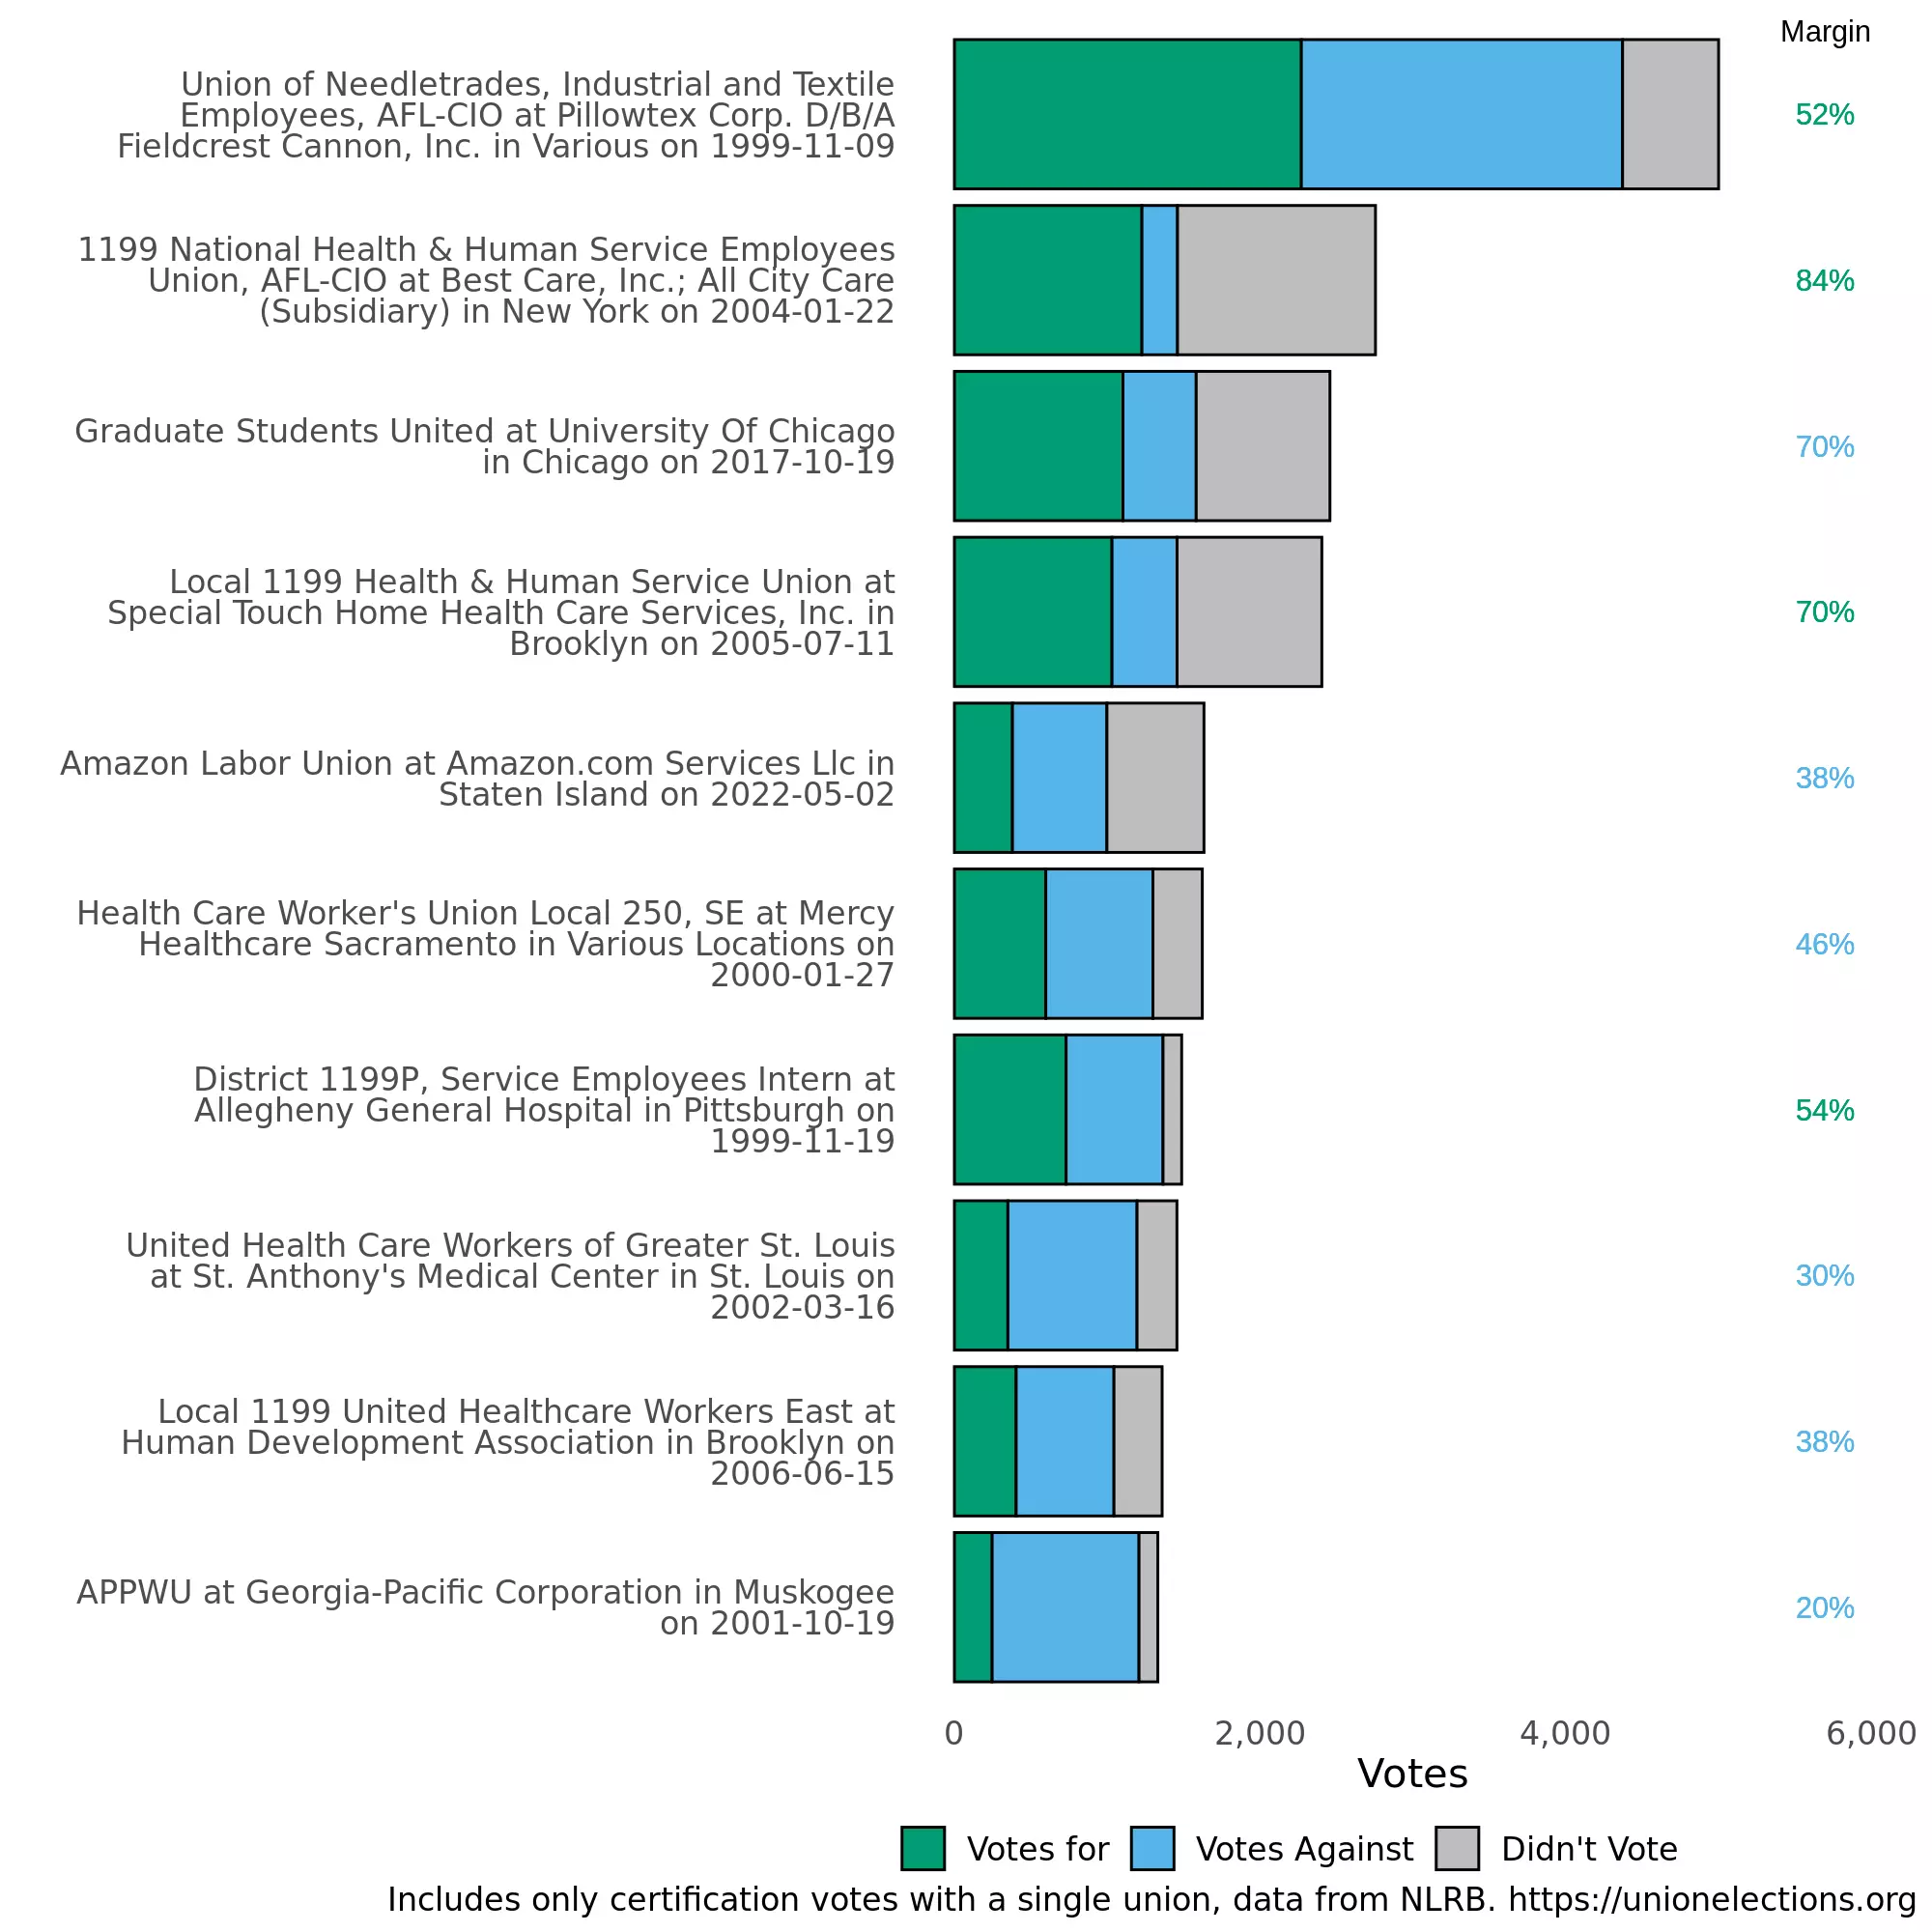 Margin
Union of Needletrades, Industrial and Textile
Employees, AFL-CIO at Pillowtex Corp. D/B/A
Fieldcrest Cannon, Inc. in Various on 1999-11-09
52%
1199 National Health & Human Service Employees
Union, AFL-CIO at Best Care, Inc.; All City Care
(Subsidiary) in New York on 2004-01-22
84%
Graduate Students United at University Of Chicago
in Chicago on 2017-10-19
70%
Local 1199 Health & Human Service Union at
Special Touch Home Health Care Services, Inc. in
Brooklyn on 2005-07-11
70%
Amazon Labor Union at Amazon.com Services Llc in
Staten Island on 2022-05-02
38%
Health Care Worker's Union Local 250, SE at Mercy
Healthcare Sacramento in Various Locations on
2000-01-27
46%
District 1199P, Service Employees Intern at
Allegheny General Hospital in Pittsburgh on
1999-11-19
54%
United Health Care Workers of Greater St. Louis
at St. Anthony's Medical Center in St. Louis on
2002-03-16
30%
Local 1199 United Healthcare Workers East at
Human Development Association in Brooklyn on
2006-06-15
38%
APPWU at Georgia-Pacific Corporation in Muskogee
on 2001-10-19
20%
0 2,000 4,000 6,000
Votes
Votes for Votes Against Didn't Vote
Includes only certification votes with a single union, data from NLRB. https://unionelections.org